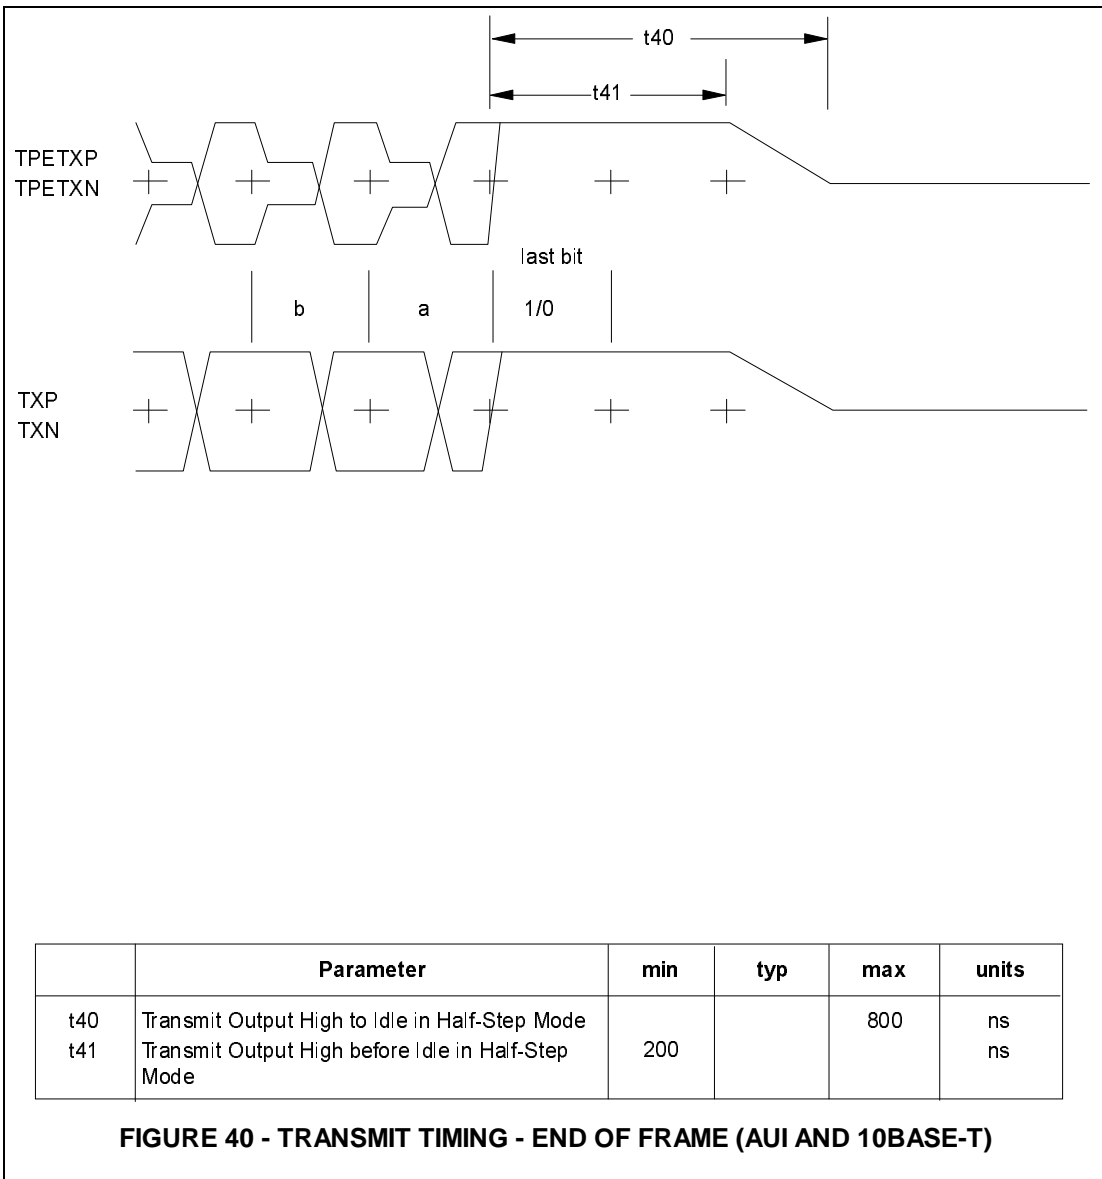 t40
t41
TPETXP
TPETXN
last bit
b a 1/0
TXP
TXN
Parameter min typ max units
t40 Transmit Output High to Idle in Half-Step Mode 800 ns
t41 Transmit Output High before Idle in Half-Step 200 ns
Mode
FIGURE 40 - TRANSMIT TIMING - END OF FRAME (AUI AND 10BASE-T)